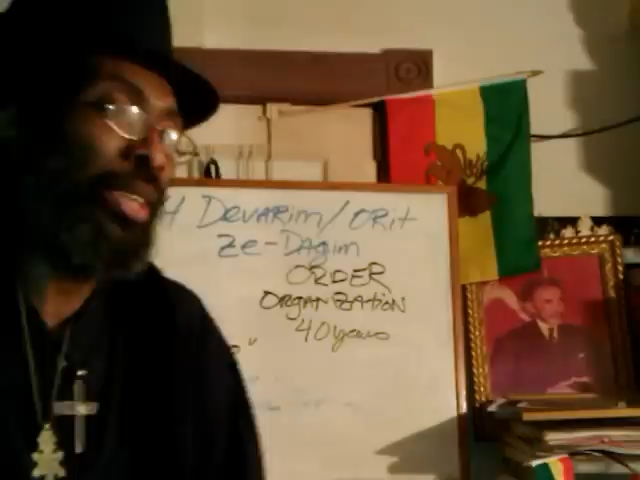 Devarim/Orit
Ze-Dagim
ORDER
ORGANIZATION
40 years